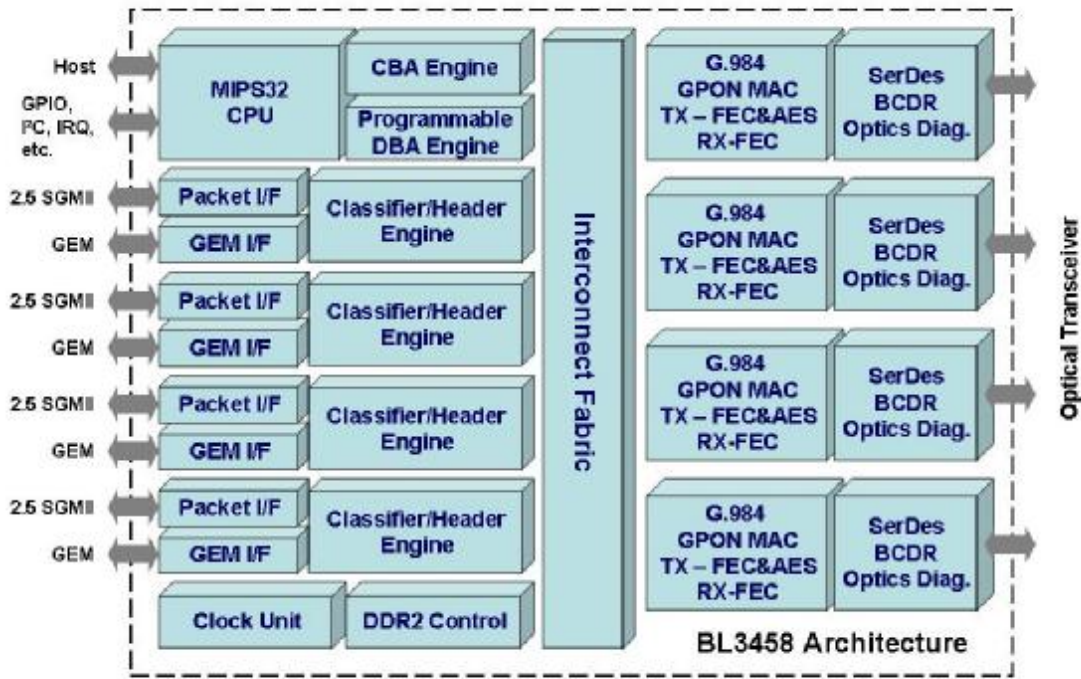 Host
GPIO,
I²C, IRQ,
etc.
MIPS32
CPU
CBA Engine
Programmable
DBA Engine
2.5 SGMII
GEM
Packet I/F
GEM I/F
Classifier/Header
Engine
2.5 SGMII
GEM
Packet I/F
GEM I/F
Classifier/Header
Engine
2.5 SGMII
GEM
Packet I/F
GEM I/F
Classifier/Header
Engine
2.5 SGMII
GEM
Packet I/F
GEM I/F
Classifier/Header
Engine
Clock Unit
DDR2 Control
Interconnect Fabric
G.984
GPON MAC
TX – FEC&AES
RX-FEC
SerDes
BCDR
Optics Diag.
G.984
GPON MAC
TX – FEC&AES
RX-FEC
SerDes
BCDR
Optics Diag.
G.984
GPON MAC
TX – FEC&AES
RX-FEC
SerDes
BCDR
Optics Diag.
G.984
GPON MAC
TX – FEC&AES
RX-FEC
SerDes
BCDR
Optics Diag.
Optical Transceiver
BL3458 Architecture